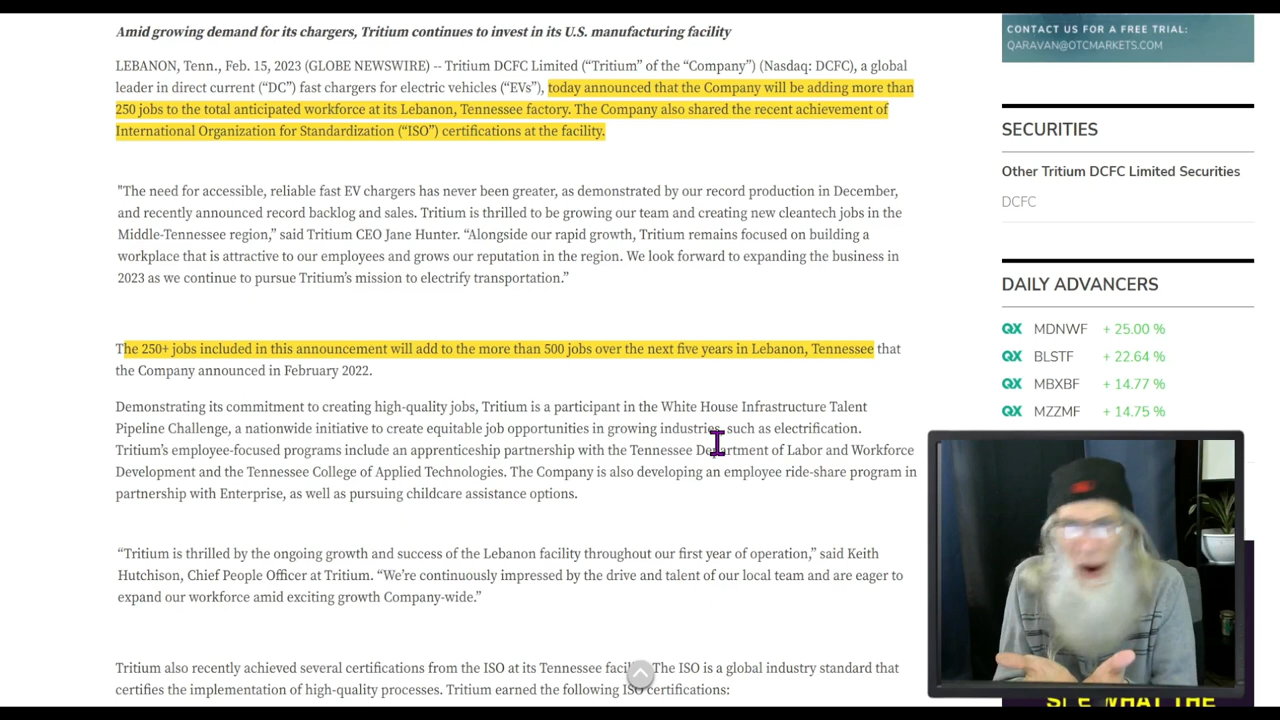 Amid growing demand for its chargers, Tritium continues to invest in its U.S. manufacturing facility
LEBANON, Tenn., Feb. 15, 2023 (GLOBE NEWSWIRE) -- Tritium DCFC Limited (“Tritium” of the “Company”) (Nasdaq: DCFC), a global
leader in direct current (“DC”) fast chargers for electric vehicles (“EVs”), today announced that the Company will be adding more than
250 jobs to the total anticipated workforce at its Lebanon, Tennessee factory. The Company also shared the recent achievement of
International Organization for Standardization (“ISO”) certifications at the facility.
"The need for accessible, reliable fast EV chargers has never been greater, as demonstrated by our record production in December,
and recently announced record backlog and sales. Tritium is thrilled to be growing our team and creating new cleantech jobs in the
Middle-Tennessee region,” said Tritium CEO Jane Hunter. “Alongside our rapid growth, Tritium remains focused on building a
workplace that is attractive to our employees and grows our reputation in the region. We look forward to expanding the business in
2023 as we continue to pursue Tritium’s mission to electrify transportation.”
The 250+ jobs included in this announcement will add to the more than 500 jobs over the next five years in Lebanon, Tennessee that
the Company announced in February 2022.
Demonstrating its commitment to creating high-quality jobs, Tritium is a participant in the White House Infrastructure Talent
Pipeline Challenge, a nationwide initiative to create equitable job opportunities in growing industries, such as electrification.
Tritium’s employee-focused programs include an apprenticeship partnership with the Tennessee Department of Labor and Workforce
Development and the Tennessee College of Applied Technologies. The Company is also developing an employee ride-share program in
partnership with Enterprise, as well as pursuing childcare assistance options.
“Tritium is thrilled by the ongoing growth and success of the Lebanon facility throughout our first year of operation,” said Keith
Hutchison, Chief People Officer at Tritium. “We’re continuously impressed by the drive and talent of our local team and are eager to
expand our workforce amid exciting growth Company-wide.”
Tritium also recently achieved several certifications from the ISO at its Tennessee The ISO is a global industry standard that
certifies the implementation of high-quality processes. Tritium earned the following ISO certifications:
CONTACT US FOR A FREE TRIAL:
QARAVAN@OTCMARKETS.COM
SECURITIES
Other Tritium DCFC Limited Securities
DCFC
DAILY ADVANCERS
QX MDNWF + 25.00 %
QX BLSTF + 22.64 %
QX MBXBF + 14.77 %
QX MZZMF + 14.75 %
SEE WHAT THE